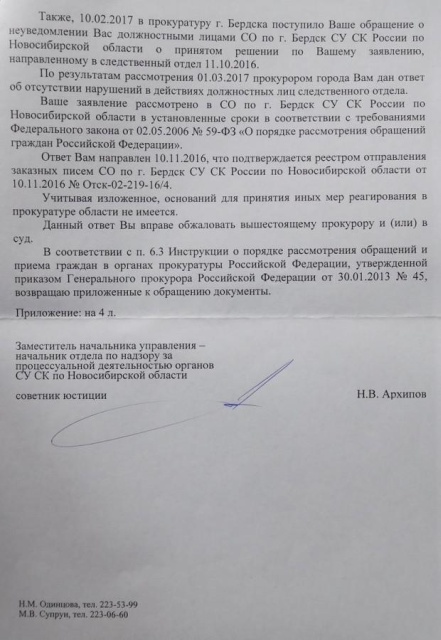 Также, 10.02.2017 в прокуратуру г. Бердска поступило Ваше обращение о
неуведомлении Вас должностными лицами СО по г. Бердск СУ СК России по
Новосибирской области о принятом решении по Вашему заявлению,
направленному в следственный отдел 11.10.2016.
По результатам рассмотрения 01.03.2017 прокурором города Вам дан ответ
об отсутствии нарушений в действиях должностных лиц следственного отдела.
Ваше заявление рассмотрено в СО по г. Бердск СУ СК России по
Новосибирской области в установленные сроки в соответствии с требованиями
Федерального закона от 02.05.2006 № 59-ФЗ «О порядке рассмотрения обращений
граждан Российской Федерации».
Ответ Вам направлен 10.11.2016, что подтверждается реестром отправления
заказных писем СО по г. Бердск СУ СК России по Новосибирской области от
10.11.2016 № Отск-02-219-16/4.
Учитывая изложенное, оснований для принятия иных мер реагирования в
прокуратуре области не имеется.
Данный ответ Вы вправе обжаловать вышестоящему прокурору и (или) в
суд.
В соответствии с п. 6.3 Инструкции о порядке рассмотрения обращений и
приема граждан в органах прокуратуры Российской Федерации, утвержденной
приказом Генерального прокурора Российской Федерации от 30.01.2013 № 45,
возвращаю приложенные к обращению документы.
Приложение: на 4 л.
Заместитель начальника управления –
начальник отдела по надзору за
процессуальной деятельностью органов
СУ СК по Новосибирской области
советник юстиции Н.В. Архипов
Н.М. Одинцова, тел. 223-53-99
М.В. Супрун, тел. 223-06-60